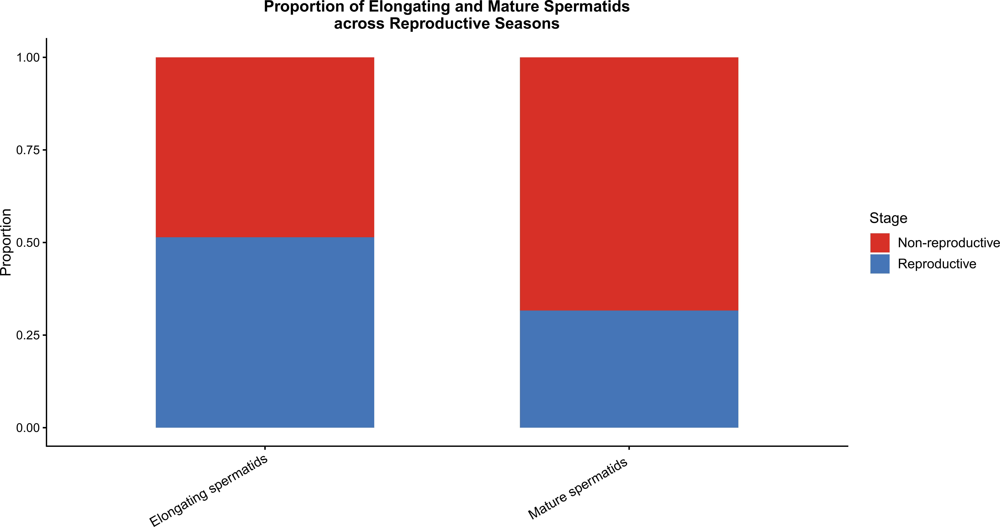 Proportion of Elongating and Mature Spermatids
across Reproductive Seasons
Proportion
1.00
0.75
0.50
0.25
0.00
Elongating spermatids
Mature spermatids
Stage
Non-reproductive
Reproductive